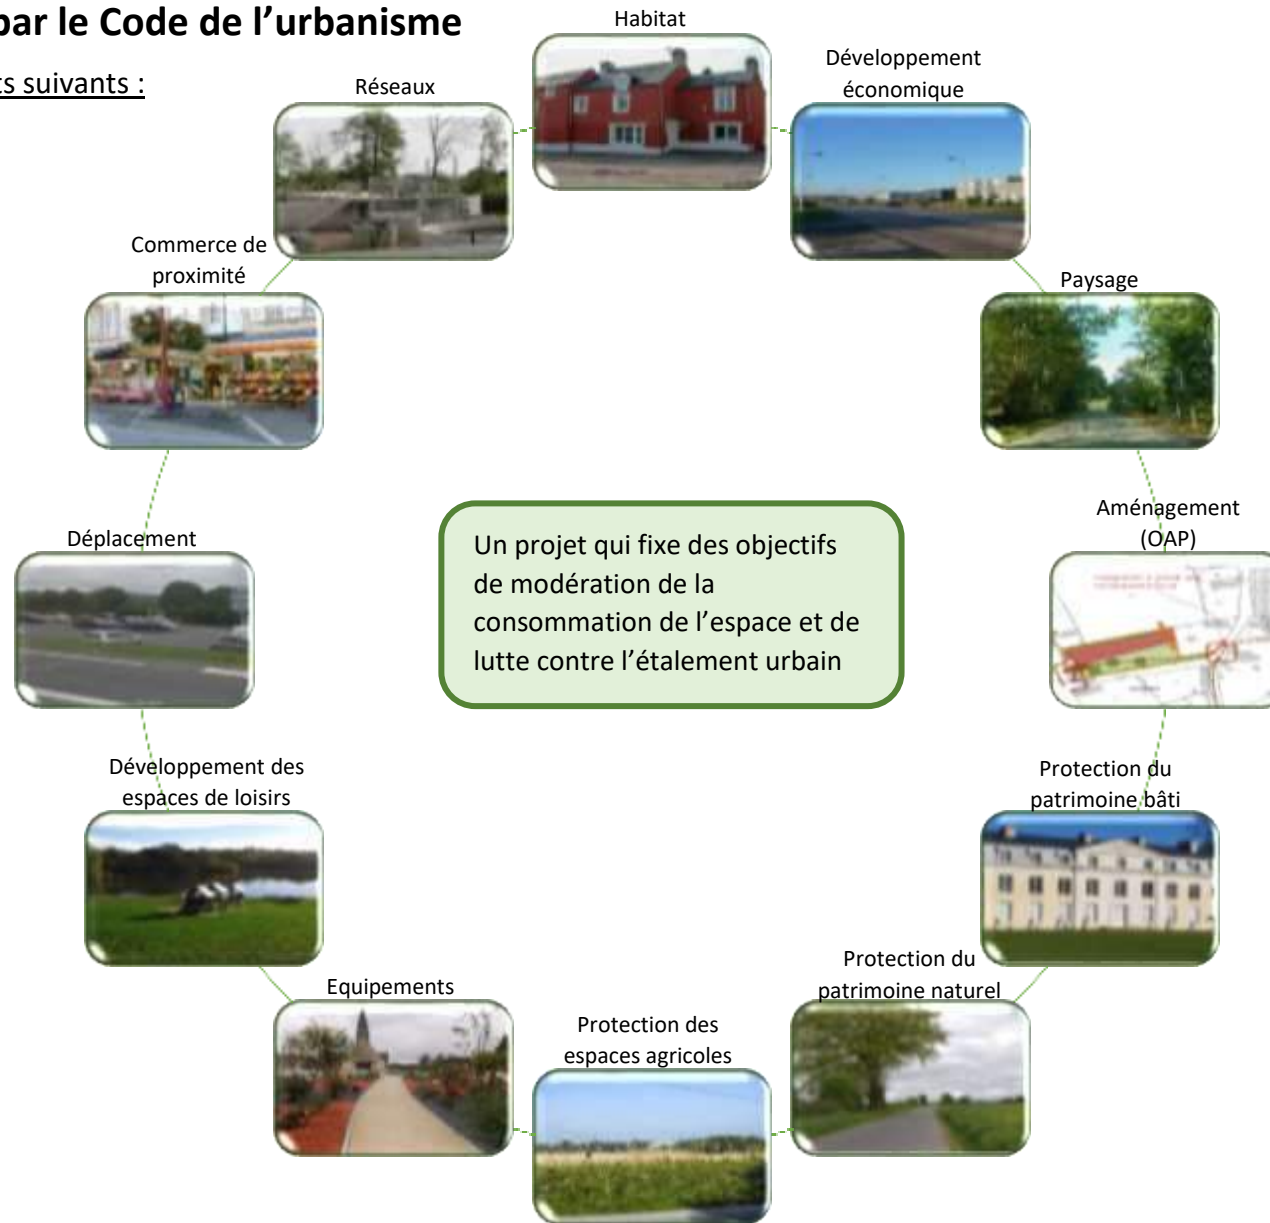 par le Code de l’urbanisme
ts suivants :
Habitat
Développement
économique
Paysage
Aménagement
(OAP)
Protection du
patrimoine bâti
Protection du
patrimoine naturel
Protection des
espaces agricoles
Equipements
Développement des
espaces de loisirs
Déplacement
Commerce de
proximité
Réseaux
Un projet qui fixe des objectifs
de modération de la
consommation de l’espace et de
lutte contre l’étalement urbain